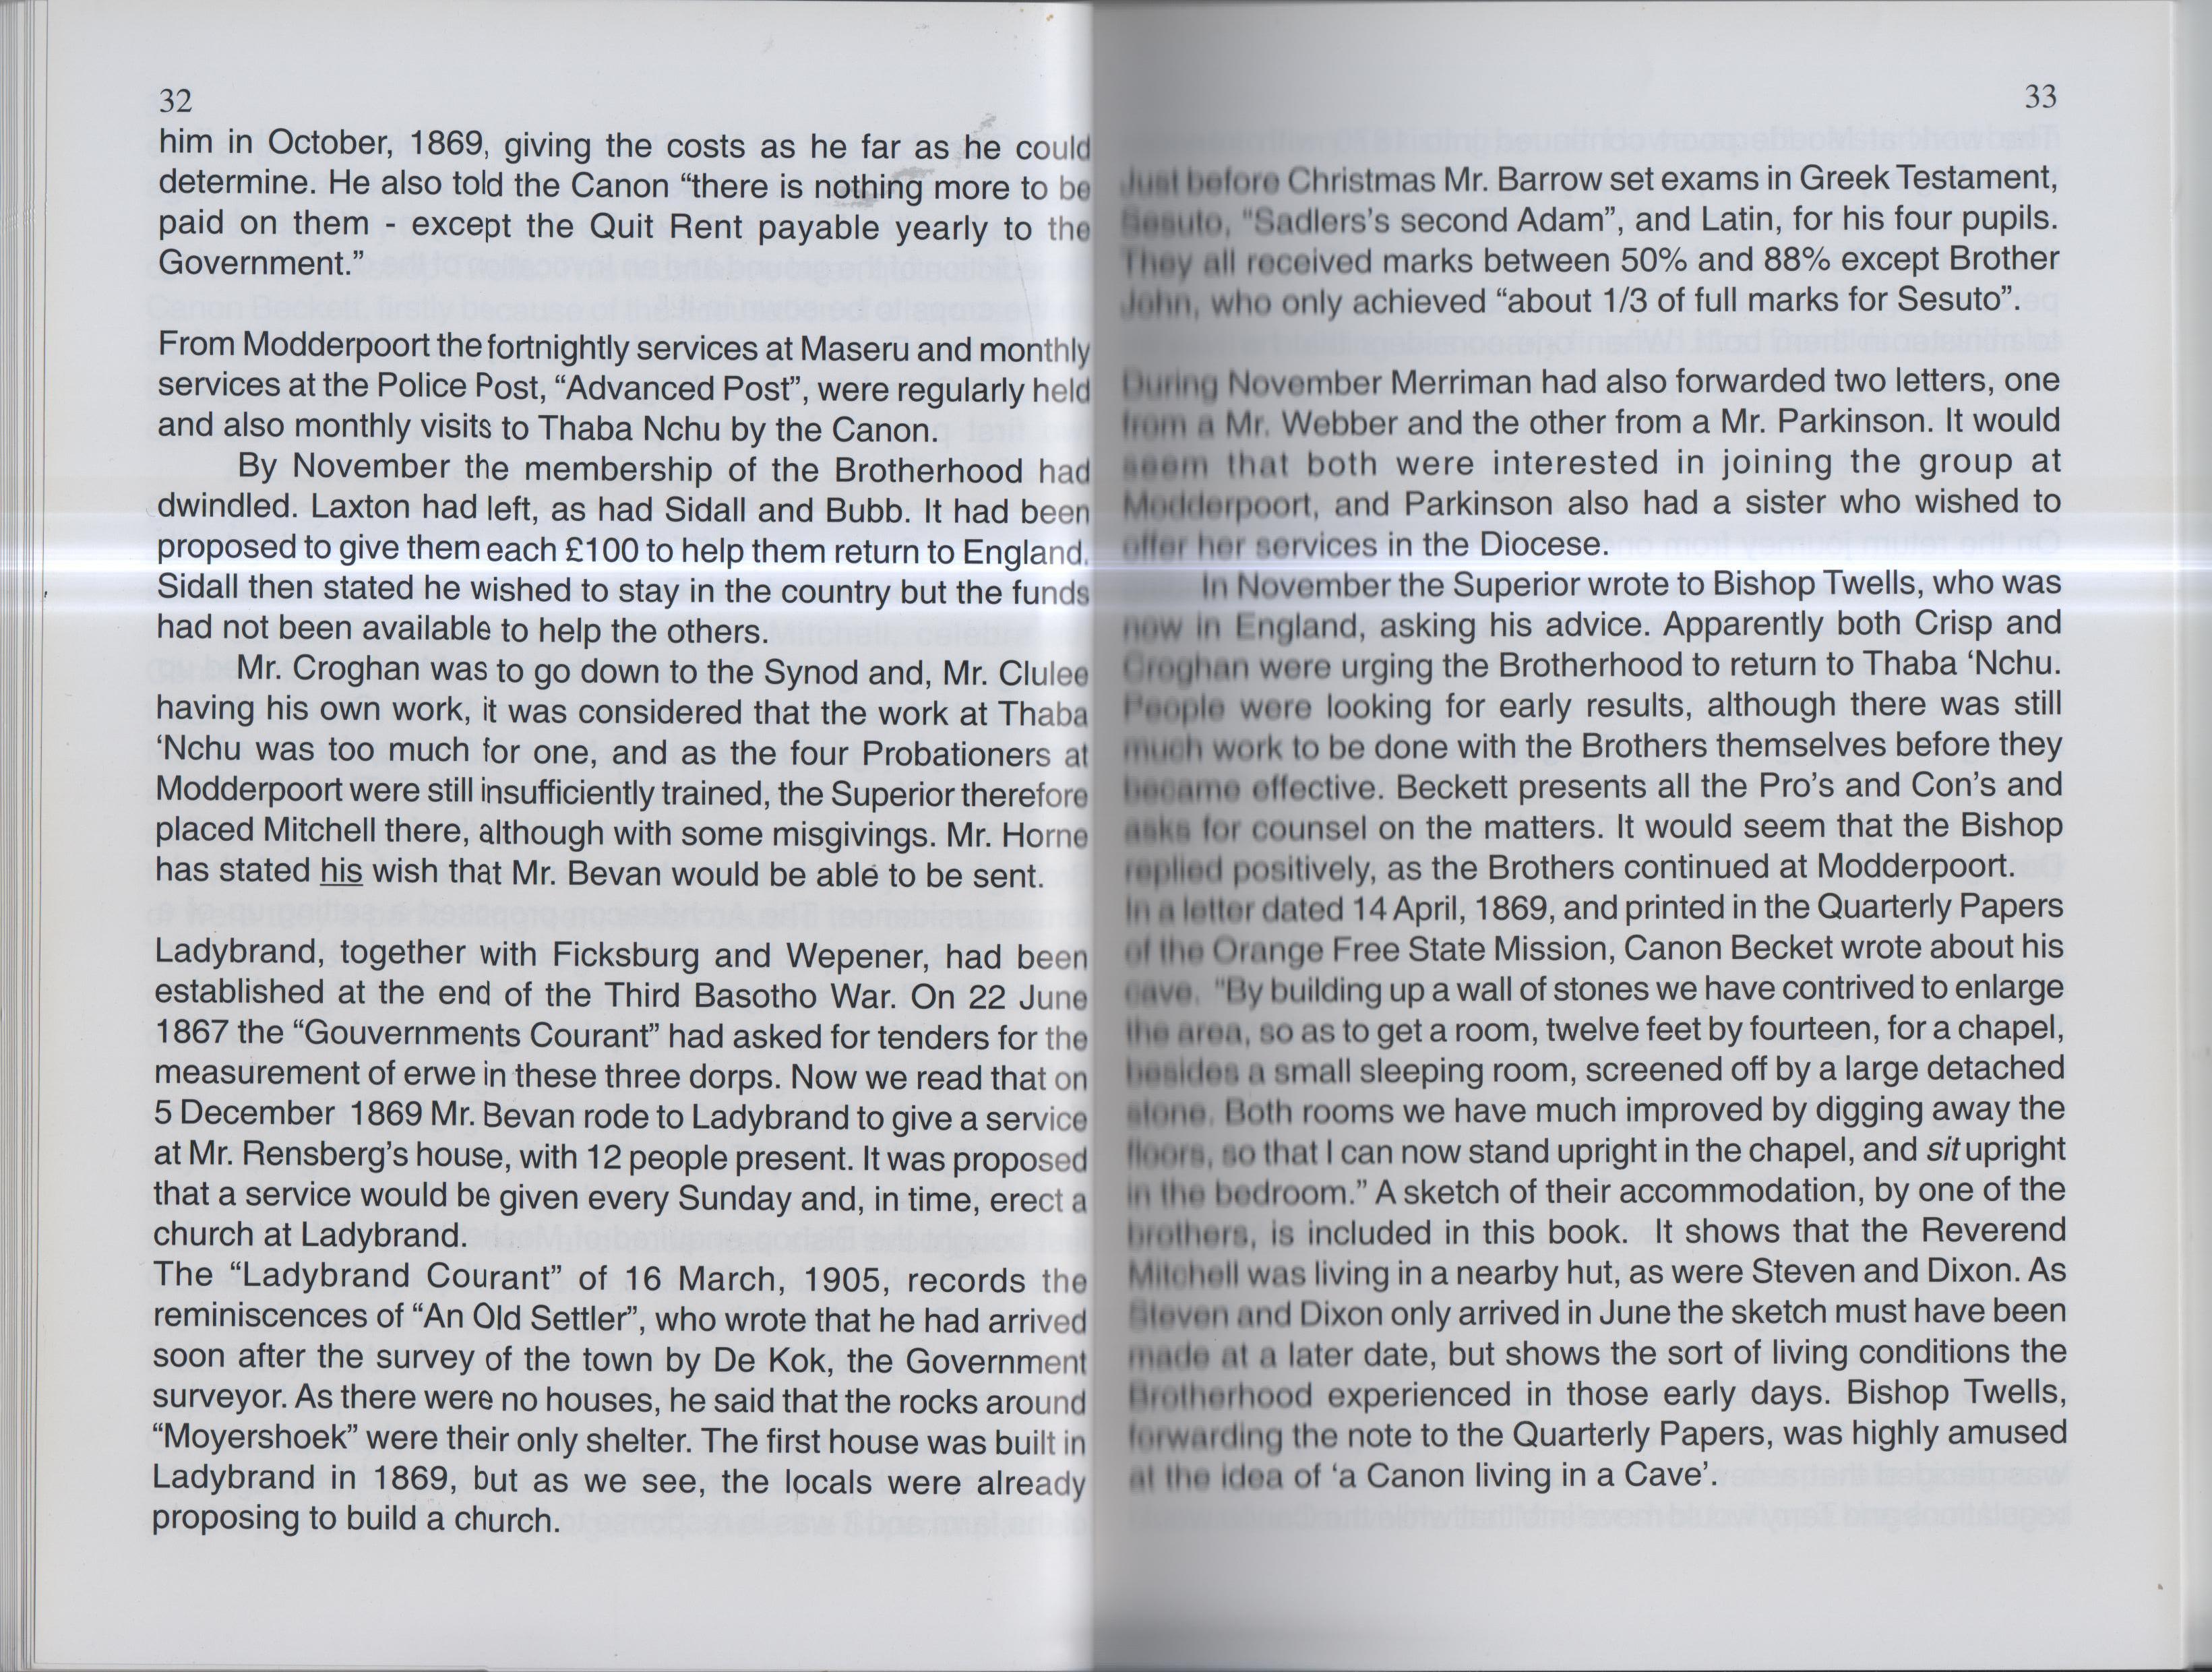 32
him in October, 1869, giving the costs as he far as he could
determine. He also told the Canon “there is nothing more to be
paid on them - except the Quit Rent payable yearly to the
Government.”
From Modderpoort the fortnightly services at Maseru and monthly
services at the Police Post, “Advanced Post”, were regularly held
and also monthly visits to Thaba Nchu by the Canon.
By November the membership of the Brotherhood had
dwindled. Laxton had left, as had Sidall and Bubb. It had been
proposed to give them each £100 to help them return to England.
Sidall then stated he wished to stay in the country but the funds
had not been available to help the others.
Mr. Croghan was to go down to the Synod and, Mr. Clulee
having his own work, it was considered that the work at Thaba
‘Nchu was too much for one, and as the four Probationers at
Modderpoort were still insufficiently trained, the Superior therefore
placed Mitchell there, although with some misgivings. Mr. Horne
has stated his wish that Mr. Bevan would be able to be sent.
Ladybrand, together with Ficksburg and Wepener, had been
established at the end of the Third Basotho War. On 22 June
1867 the “Gouvernments Courant” had asked for tenders for the
measurement of erwe in these three dorps. Now we read that on
5 December 1869 Mr. Bevan rode to Ladybrand to give a service
at Mr. Rensberg’s house, with 12 people present. It was proposed
that a service would be given every Sunday and, in time, erect a
church at Ladybrand.
The “Ladybrand Courant” of 16 March, 1905, records the
reminiscences of “An Old Settler”, who wrote that he had arrived
soon after the survey of the town by De Kok, the Government
surveyor. As there were no houses, he said that the rocks around
“Moyershoek” were their only shelter. The first house was built in
Ladybrand in 1869, but as we see, the locals were already
proposing to build a church.
33
Just before Christmas Mr. Barrow set exams in Greek Testament,
Sesuto, “Sadlers’s second Adam”, and Latin, for his four pupils.
They all received marks between 50% and 88% except Brother
John, who only achieved “about 1/3 of full marks for Sesuto”.
During November Merriman had also forwarded two letters, one
from a Mr. Webber and the other from a Mr. Parkinson. It would
seem that both were interested in joining the group at
Modderpoort, and Parkinson also had a sister who wished to
offer her services in the Diocese.
In November the Superior wrote to Bishop Twells, who was
now in England, asking his advice. Apparently both Crisp and
Croghan were urging the Brotherhood to return to Thaba ‘Nchu.
People were looking for early results, although there was still
much work to be done with the Brothers themselves before they
became effective. Beckett presents all the Pro’s and Con’s and
asks for counsel on the matters. It would seem that the Bishop
replied positively, as the Brothers continued at Modderpoort.
In a letter dated 14 April, 1869, and printed in the Quarterly Papers
of the Orange Free State Mission, Canon Becket wrote about his
cave. “By building up a wall of stones we have contrived to enlarge
the area, so as to get a room, twelve feet by fourteen, for a chapel,
besides a small sleeping room, screened off by a large detached
stone. Both rooms we have much improved by digging away the
floors, so that I can now stand upright in the chapel, and sit upright
in the bedroom.” A sketch of their accommodation, by one of the
brothers, is included in this book. It shows that the Reverend
Mitchell was living in a nearby hut, as were Steven and Dixon. As
Steven and Dixon only arrived in June the sketch must have been
made at a later date, but shows the sort of living conditions the
Brotherhood experienced in those early days. Bishop Twells,
forwarding the note to the Quarterly Papers, was highly amused
at the idea of ‘a Canon living in a Cave’.